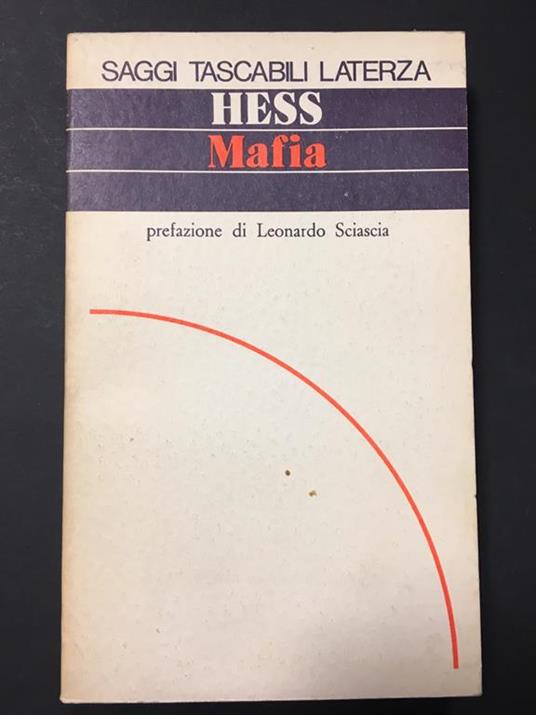 SAGGI TASCABILI LATERZA
HESS
Mafia
prefazione di Leonardo Sciascia